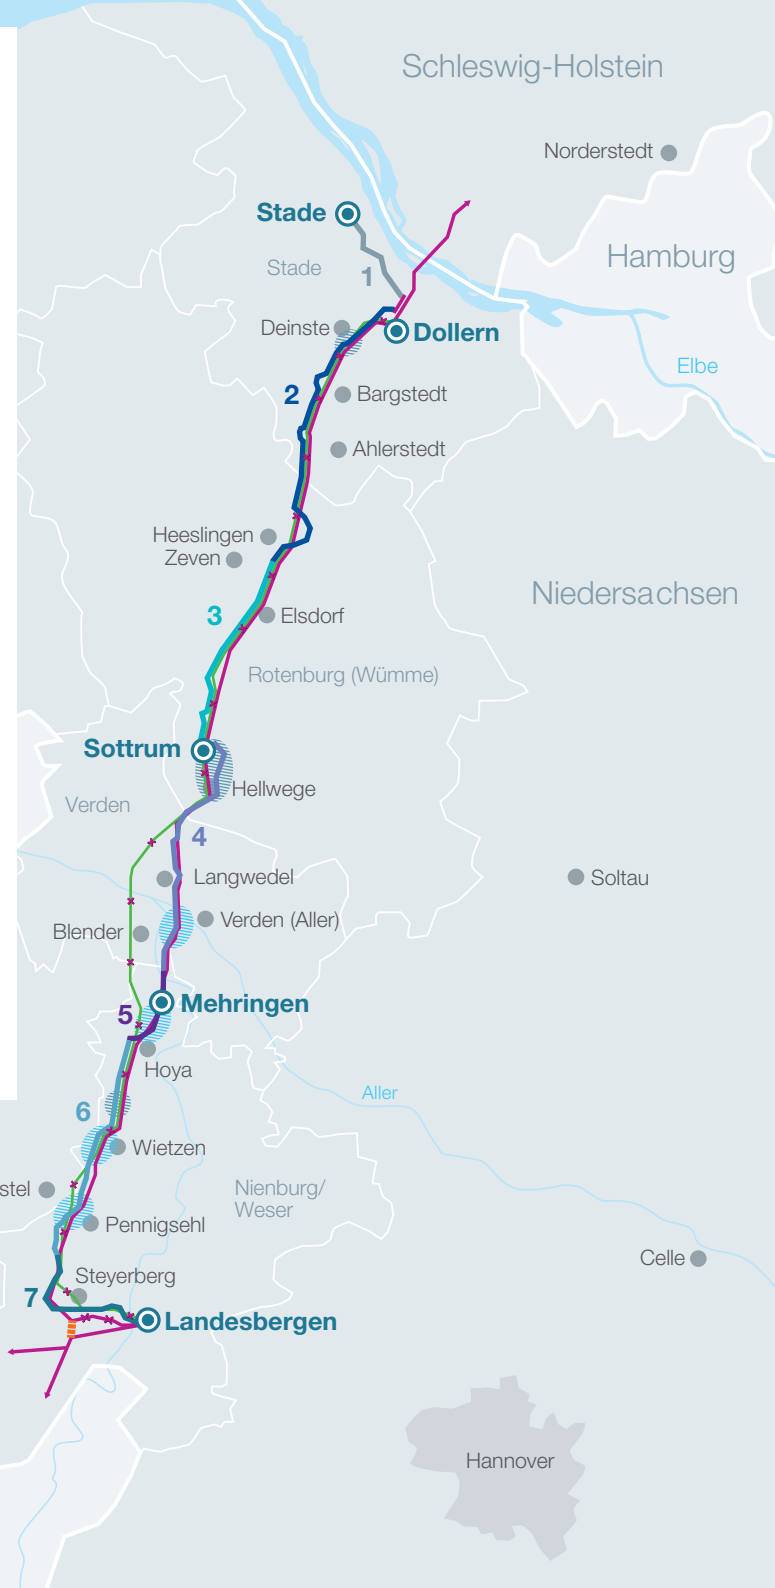 Schleswig-Holstein
Norderstedt
Stade
Hamburg
Stade
1
Deinste
Dollern
Elbe
2
Bargstedt
Ahlerstedt
Heeslingen
Zeven
Niedersachsen
3
Elsdorf
Rotenburg (Wümme)
Sottrum
Hellwege
Verden
4
Langwedel
Soltau
Verden (Aller)
Blender
Mehringen
5
Hoya
Aller
6
Wietzen
stel
Nienburg/
Weser
Pennigsehl
Celle
Steyerberg
7
Landesbergen
Hannover